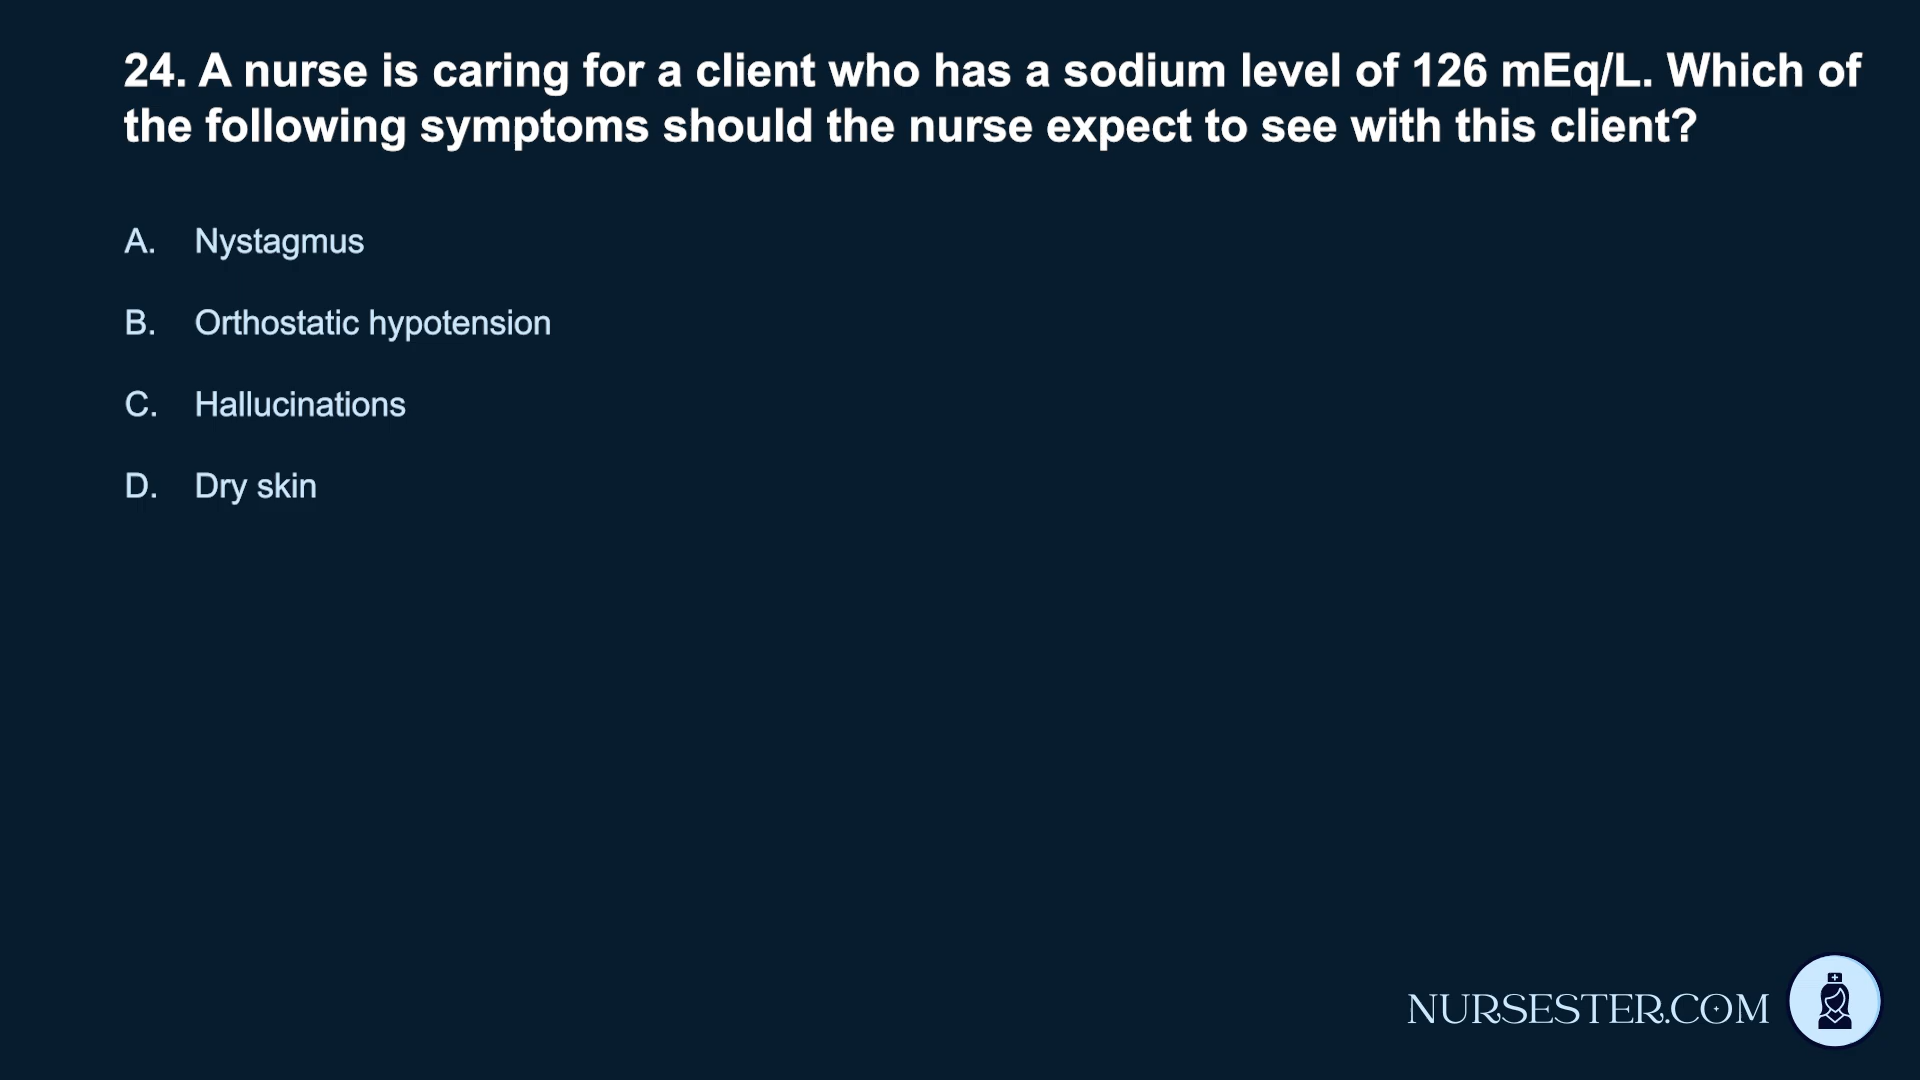 24. A nurse is caring for a client who has a sodium level of 126 mEq/L. Which of
the following symptoms should the nurse expect to see with this client?
A. Nystagmus
B. Orthostatic hypotension
C. Hallucinations
D. Dry skin
NURSESTER.COM